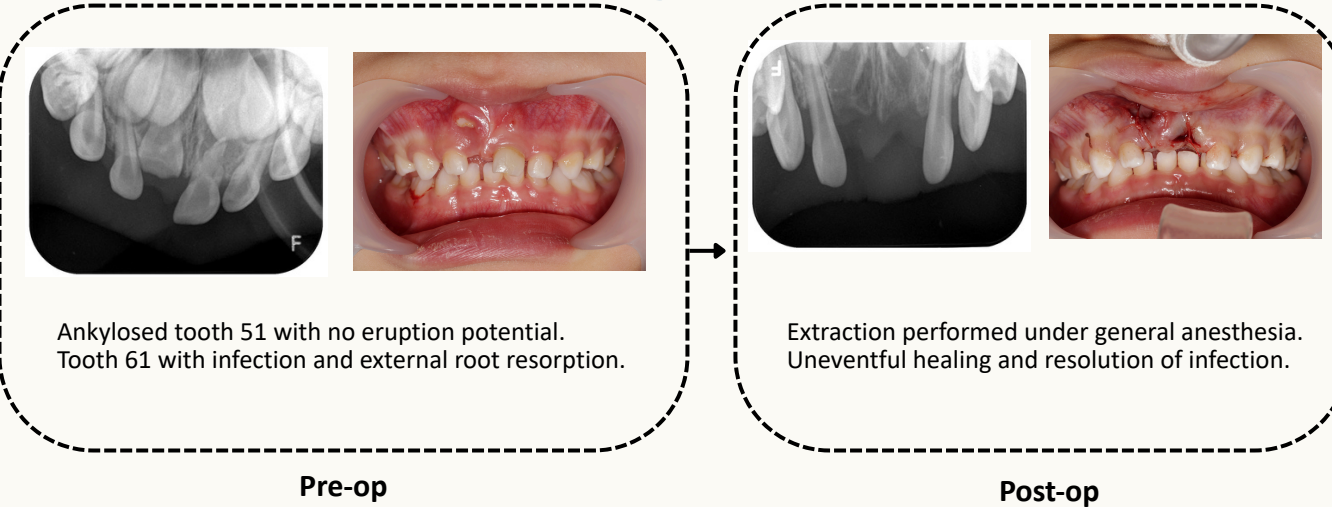 F
F
Ankylosed tooth 51 with no eruption potential.
Tooth 61 with infection and external root resorption.
Extraction performed under general anesthesia.
Uneventful healing and resolution of infection.
Pre-op
Post-op